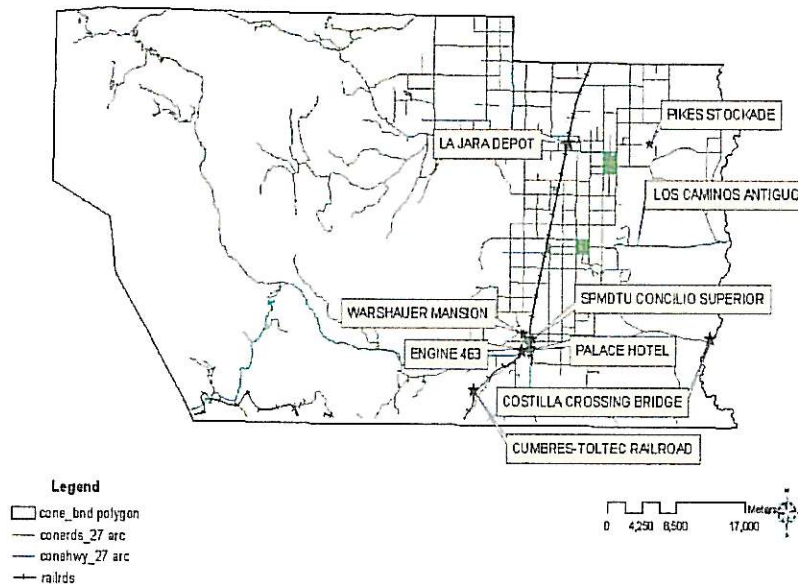 PIKES STOCKADE
LA JARA DEPOT
LOS CAMINOS ANTIGUO
WARSHAUER MANSION
SPMDTU CONCILIO SUPERIOR
ENGINE 463
PALACE HOTEL
COSTILLA CROSSING BRIDGE
CUMBRES-TOLTEC RAILROAD
Legend
cone_bnd polygon
conerds_27 arc
conehwy_27 arc
railrds
Meters
0 4,250 8,500 17,000